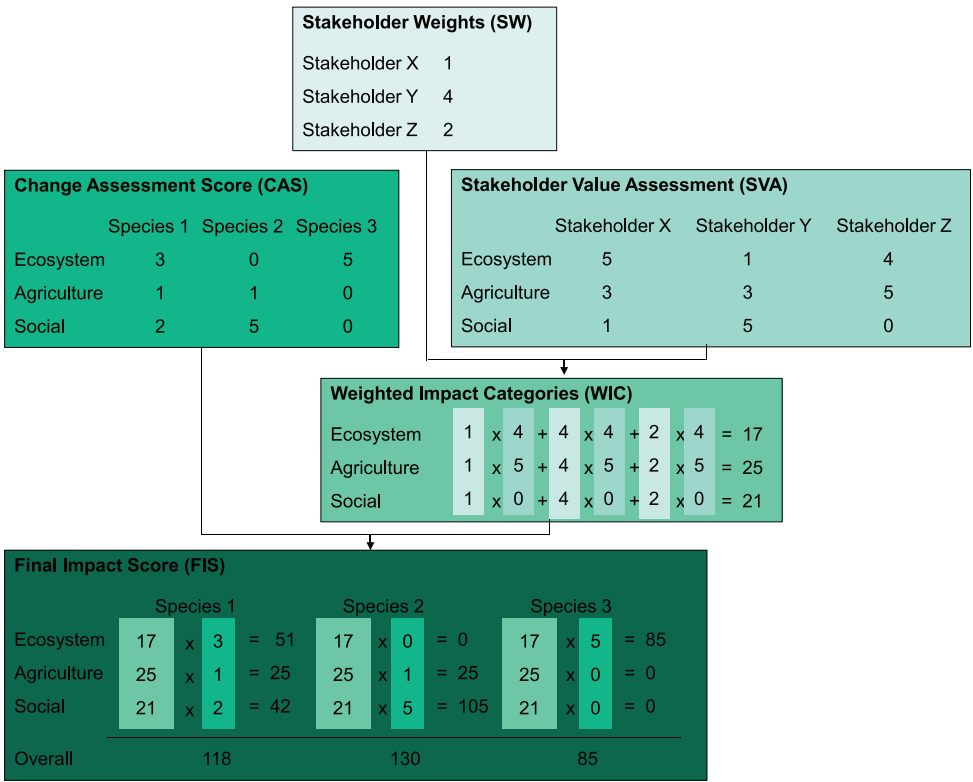 Stakeholder Weights (SW)
Stakeholder X 1
Stakeholder Y 4
Stakeholder Z 2
Change Assessment Score (CAS)
Species 1 Species 2 Species 3
Ecosystem 3 0 5
Agriculture 1 1 0
Social 2 5 0
Stakeholder Value Assessment (SVA)
Stakeholder X Stakeholder Y Stakeholder Z
Ecosystem 5 1 4
Agriculture 3 3 5
Social 1 5 0
Weighted Impact Categories (WIC)
Ecosystem 1 x 4 + 4 x 4 + 2 x 4 = 17
Agriculture 1 x 5 + 4 x 5 + 2 x 5 = 25
Social 1 x 0 + 4 x 0 + 2 x 0 = 21
Final Impact Score (FIS)
Species 1 Species 2 Species 3
Ecosystem 17 x 3 = 51 17 x 0 = 0 17 x 5 = 85
Agriculture 25 x 1 = 25 25 x 1 = 25 25 x 0 = 0
Social 21 x 2 = 42 21 x 5 = 105 21 x 0 = 0
Overall 118 130 85